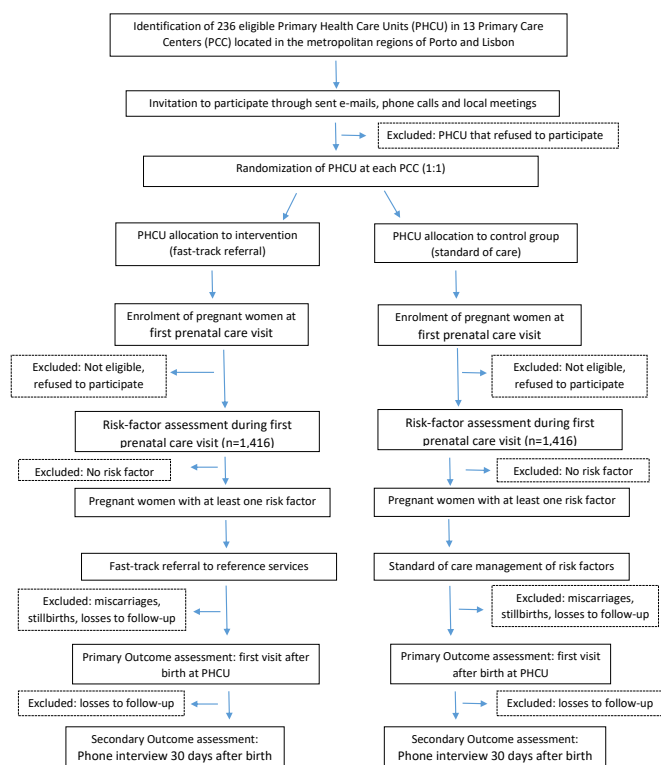 Identification of 236 eligible Primary Health Care Units (PHCU) in 13 Primary Care
Centers (PCC) located in the metropolitan regions of Porto and Lisbon
Invitation to participate through sent e-mails, phone calls and local meetings
Excluded: PHCU that refused to participate
Randomization of PHCU at each PCC (1:1)
PHCU allocation to intervention
(fast-track referral)
PHCU allocation to control group
(standard of care)
Enrolment of pregnant women at
first prenatal care visit
Enrolment of pregnant women at
first prenatal care visit
Excluded: Not eligible,
refused to participate
Excluded: Not eligible,
refused to participate
Risk-factor assessment during first
prenatal care visit (n=1,416)
Risk-factor assessment during first
prenatal care visit (n=1,416)
Excluded: No risk factor
Excluded: No risk factor
Pregnant women with at least one risk factor
Pregnant women with at least one risk factor
Fast-track referral to reference services
Standard of care management of risk factors
Excluded: miscarriages,
stillbirths, losses to follow-up
Excluded: miscarriages,
stillbirths, losses to follow-up
Primary Outcome assessment: first visit after
birth at PHCU
Primary Outcome assessment: first visit after
birth at PHCU
Excluded: losses to follow-up
Excluded: losses to follow-up
Secondary Outcome assessment:
Phone interview 30 days after birth
Secondary Outcome assessment:
Phone interview 30 days after birth